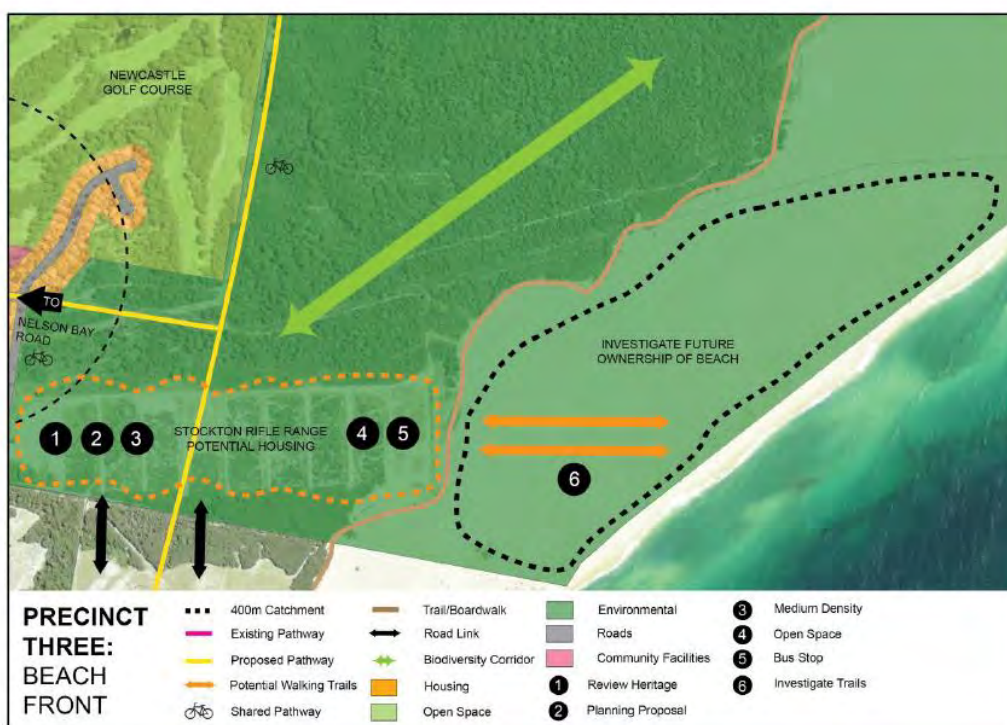 NEWCASTLE
GOLF COURSE
TO
NELSON BAY
ROAD
INVESTIGATE FUTURE
OWNERSHIP OF BEACH
1 2 3
STOCKTON RIFLE RANGE
POTENTIAL HOUSING
4 5
6
PRECINCT
THREE:
BEACH
FRONT
400m Catchment
Existing Pathway
Proposed Pathway
Potential Walking Trails
Shared Pathway
Trail/Boardwalk
Road Link
Biodiversity Corridor
Housing
Open Space
Environmental
Roads
Community Facilities
1 Review Heritage
2 Planning Proposal
3 Medium Density
4 Open Space
5 Bus Stop
6 Investigate Trails